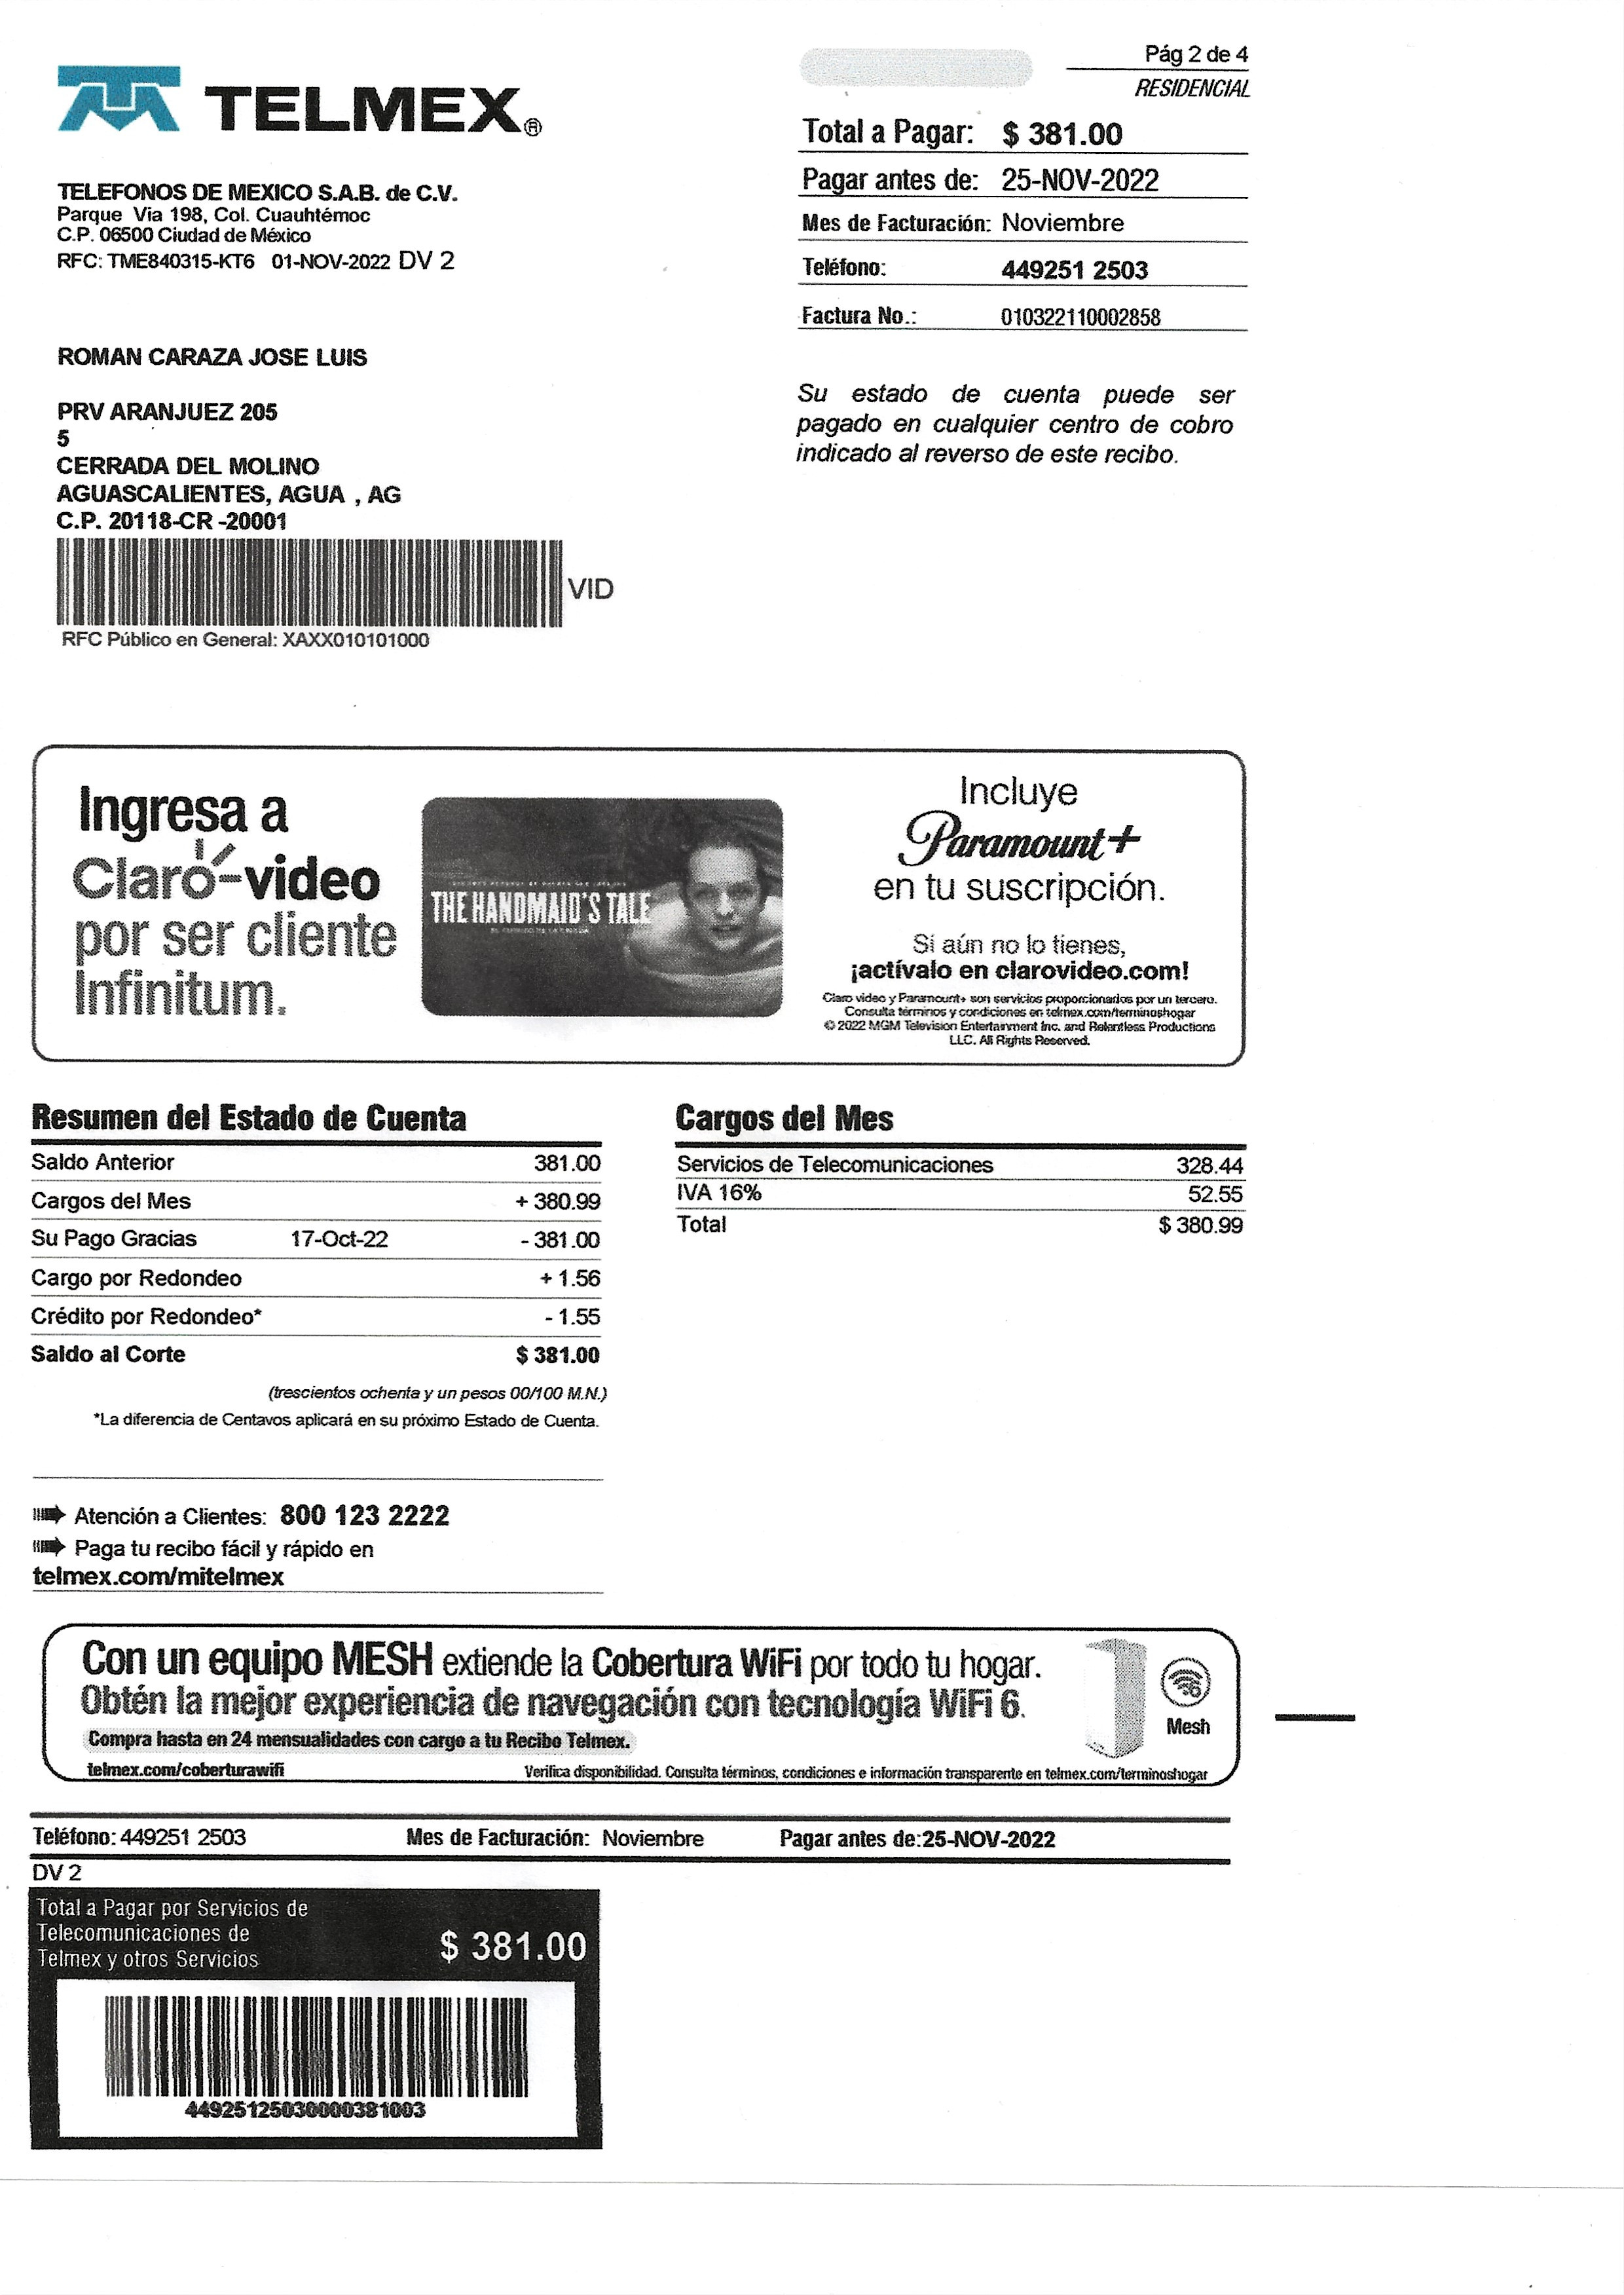 Pág 2 de 4
RESIDENCIAL
TELMEX®
Total a Pagar: $ 381.00
Pagar antes de: 25-NOV-2022
Mes de Facturación: Noviembre
Teléfono: 449251 2503
Factura No.: 010322110002858
TELEFONOS DE MEXICO S.A.B. de C.V.
Parque Via 198, Col. Cuauhtémoc
C.P. 06500 Ciudad de México
RFC: TME840315-KT6 01-NOV-2022 DV 2
ROMAN CARAZA JOSE LUIS
PRV ARANJUEZ 205
5
CERRADA DEL MOLINO
AGUASCALIENTES, AGUA , AG
C.P. 20118-CR -20001
VID
RFC Público en General: XAXX010101000
Su estado de cuenta puede ser
pagado en cualquier centro de cobro
indicado al reverso de este recibo.
Ingresa a
Claro-video
por ser cliente
Infinitum.
THE HANDMAID'S TALE
Incluye
Paramount+
en tu suscripción.
Si aún no lo tienes,
¡actívalo en clarovideo.com!
Claro video y Paramount+ son servicios proporcionados por un tercero.
Consulta términos y condiciones en telmex.com/terminoshogar
© 2022 MGM Television Entertainment Inc. and Relentless Productions
LLC. All Rights Reserved.
Resumen del Estado de Cuenta
Saldo Anterior 381.00
Cargos del Mes + 380.99
Su Pago Gracias 17-Oct-22 - 381.00
Cargo por Redondeo + 1.56
Crédito por Redondeo* - 1.55
Saldo al Corte $ 381.00
(trescientos ochenta y un pesos 00/100 M.N.)
*La diferencia de Centavos aplicará en su próximo Estado de Cuenta.
Cargos del Mes
Servicios de Telecomunicaciones 328.44
IVA 16% 52.55
Total $ 380.99
Atención a Clientes: 800 123 2222
Paga tu recibo fácil y rápido en
telmex.com/mitelmex
Con un equipo MESH extiende la Cobertura WiFi por todo tu hogar.
Obtén la mejor experiencia de navegación con tecnología WiFi 6.
Compra hasta en 24 mensualidades con cargo a tu Recibo Telmex.
telmex.com/coberturawifi
Verifica disponibilidad. Consulta términos, condiciones e información transparente en telmex.com/terminoshogar
6
Mesh
Teléfono: 449251 2503 Mes de Facturación: Noviembre Pagar antes de:25-NOV-2022
DV 2
Total a Pagar por Servicios de
Telecomunicaciones de
Telmex y otros Servicios
$ 381.00
44925125030000381003